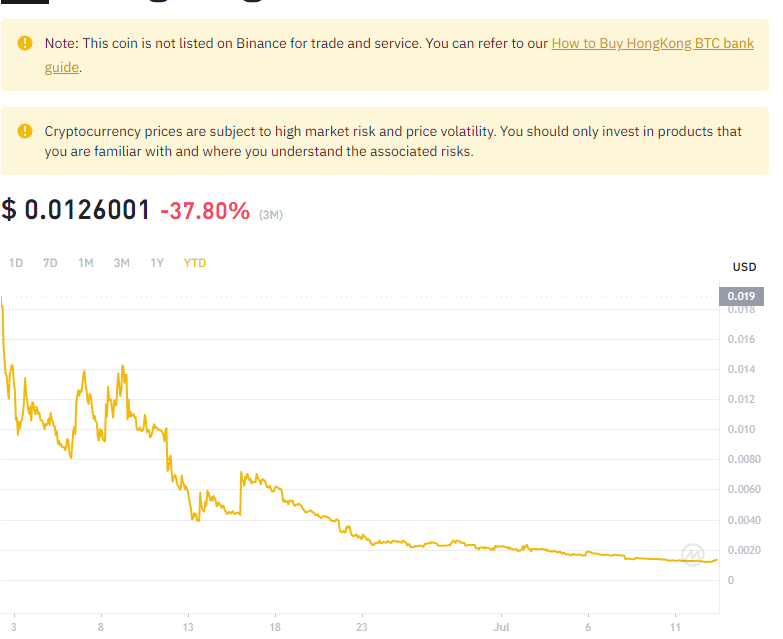 Note: This coin is not listed on Binance for trade and service. You can refer to our How to Buy HongKong BTC bank
guide.
Cryptocurrency prices are subject to high market risk and price volatility. You should only invest in products that
you are familiar with and where you understand the associated risks.
$ 0.0126001 -37.80% (3M)
1D 7D 1M 3M 1Y YTD
USD
0.019
0.018
0.016
0.014
0.012
0.010
0.0080
0.0060
0.0040
0.0020
0
3 8 13 18 23 Jul 6 11